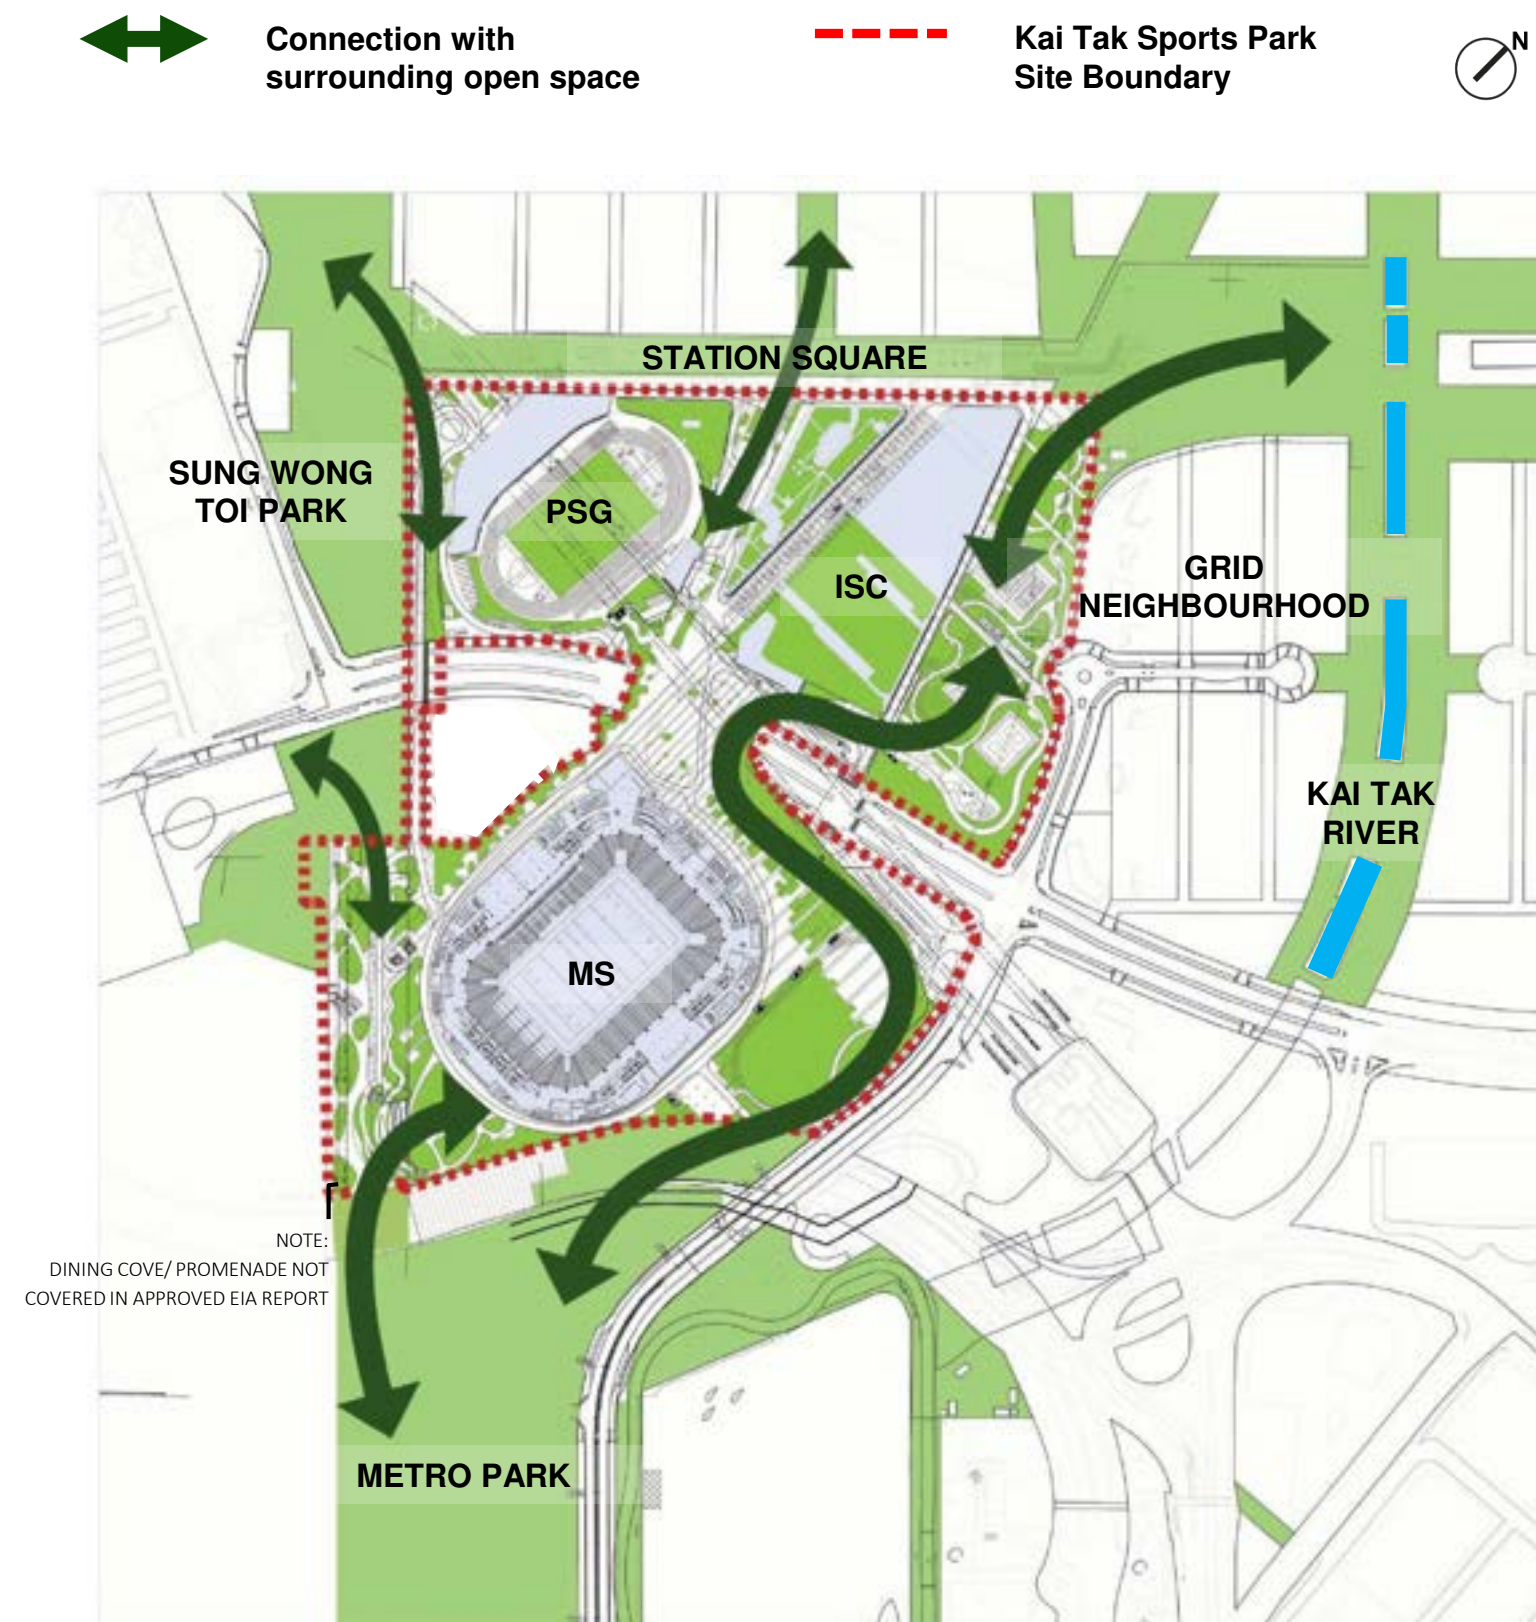 Connection with
surrounding open space
Kai Tak Sports Park
Site Boundary
N
STATION SQUARE
SUNG WONG
TOI PARK
PSG
ISC
GRID
NEIGHBOURHOOD
KAI TAK
RIVER
MS
NOTE:
DINING COVE/ PROMENADE NOT
COVERED IN APPROVED EIA REPORT
METRO PARK